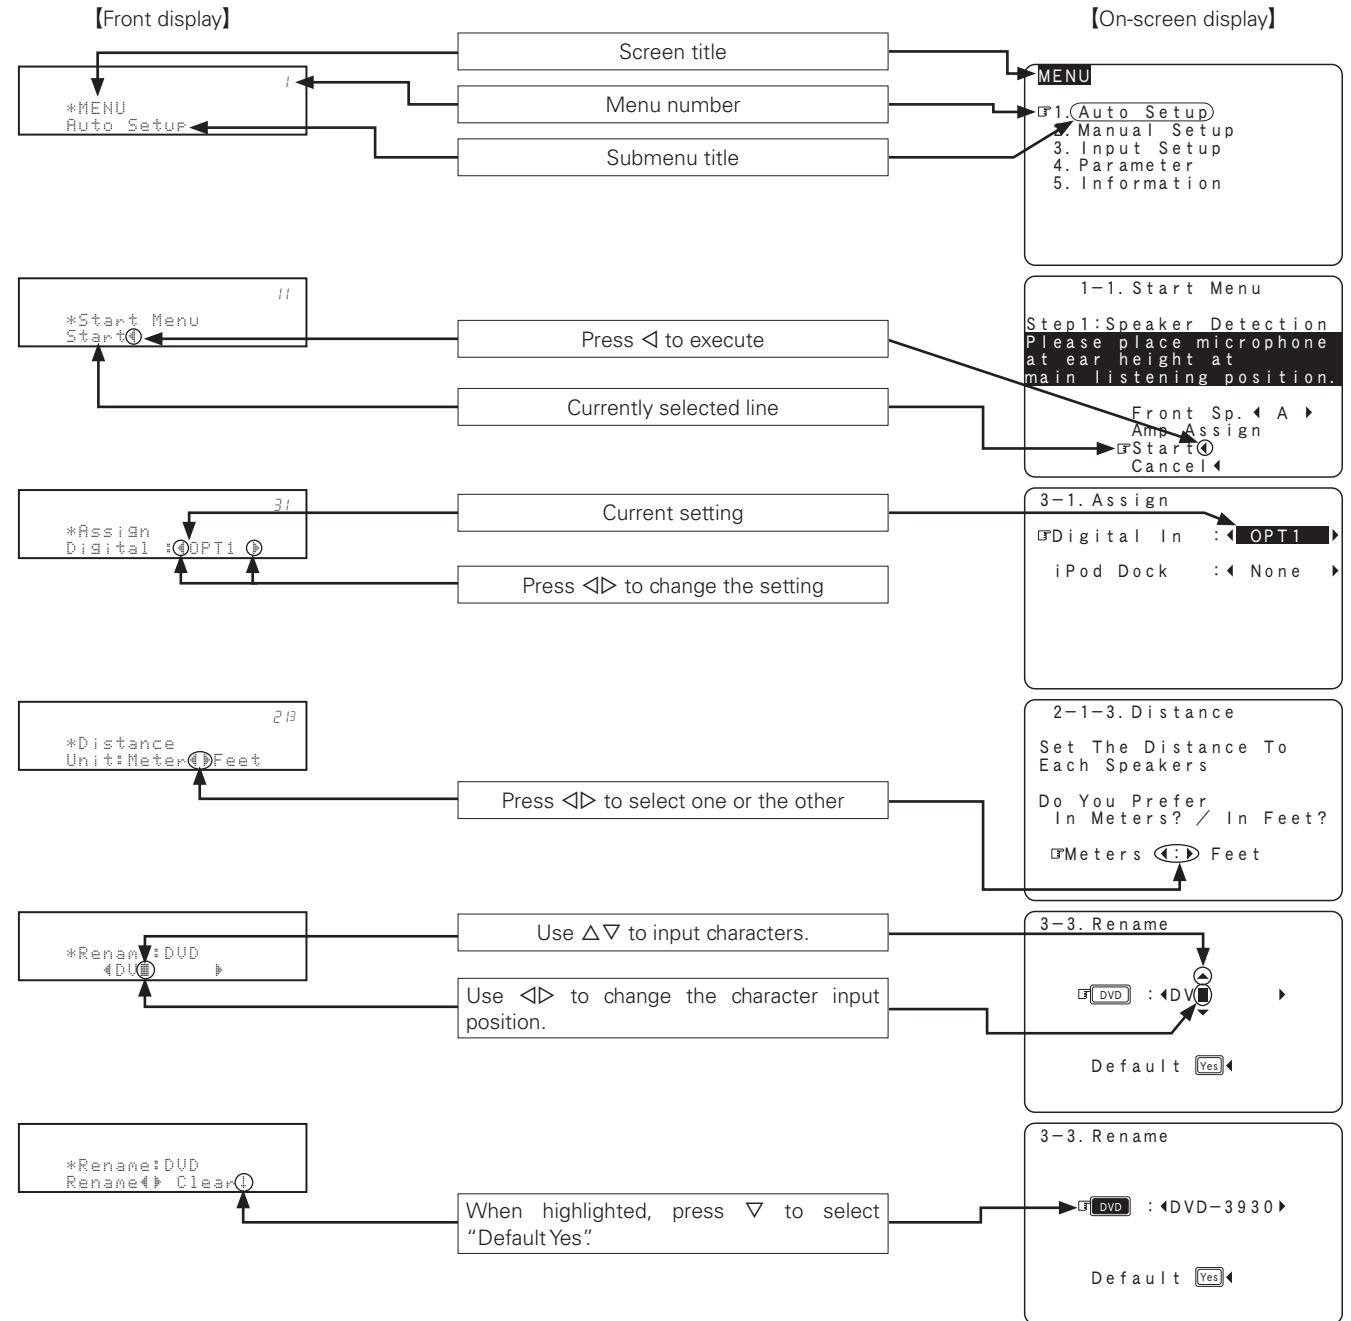 【Front display】
【On-screen display】
Screen title
Menu number
Submenu title
1
*MENU
Auto Setup
MENU
☞1. Auto Setup
2. Manual Setup
3. Input Setup
4. Parameter
5. Information
11
*Start Menu
Start◀
Press ◁ to execute
Currently selected line
1-1. Start Menu
Step1:Speaker Detection
Please place microphone
at ear height at
main listening position.
Front Sp.◀ A ▶
Amp Assign
☞Start◀
Cancel◀
31
*Assign
Digital :◀OPT1 ▶
Current setting
Press ◁▷ to change the setting
3-1. Assign
☞Digital In :◀ OPT1 ▶
iPod Dock :◀ None ▶
213
*Distance
Unit:Meter◀▶Feet
Press ◁▷ to select one or the other
2-1-3. Distance
Set The Distance To
Each Speakers
Do You Prefer
In Meters? / In Feet?
☞Meters ◀:▶ Feet
*Rename:DVD
◀DV▶
Use △▽ to input characters.
Use ◁▷ to change the character input
position.
3-3. Rename
☞DVD :◀DV■ ▶
Default Yes◀
*Rename:DVD
Rename◀▶ Clear↓
When highlighted, press ▽ to select
“Default Yes”.
3-3. Rename
☞DVD :◀DVD-3930▶
Default Yes◀